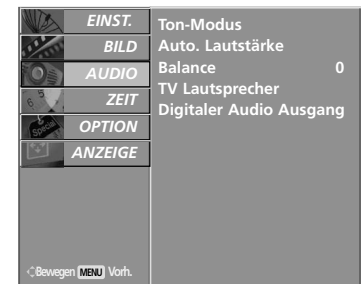 EINST.
BILD
AUDIO
ZEIT
OPTION
ANZEIGE
Ton-Modus
Auto. Lautstärke
Balance 0
TV Lautsprecher
Digitaler Audio Ausgang
Bewegen MENU Vorh.